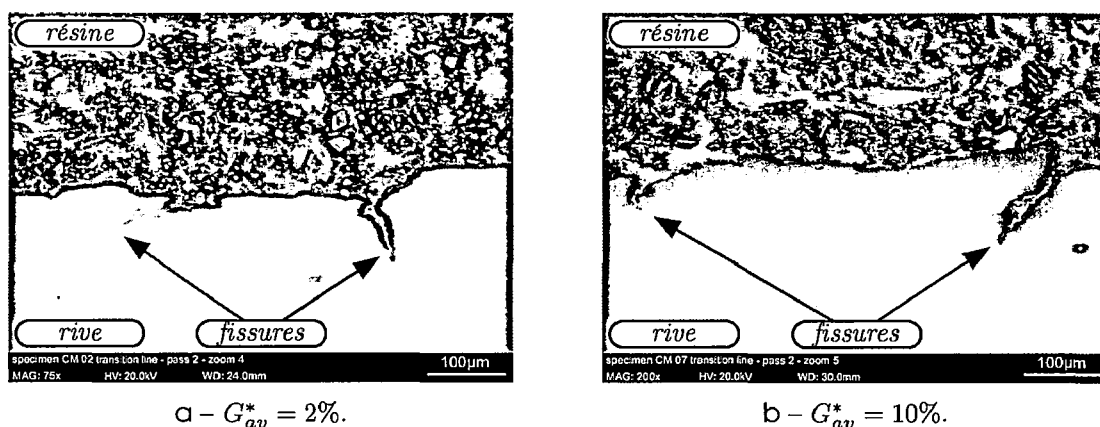 résine
rive
fissures
specimen CM 02 transition line - pass 2 - zoom 4
MAG: 75x HV: 20.0kV WD: 24.0mm
100µm
a – G*av = 2%.
résine
rive
fissures
specimen CM 07 transition line - pass 2 - zoom 5
MAG: 200x HV: 20.0kV WD: 30.0mm
100µm
b – G*av = 10%.